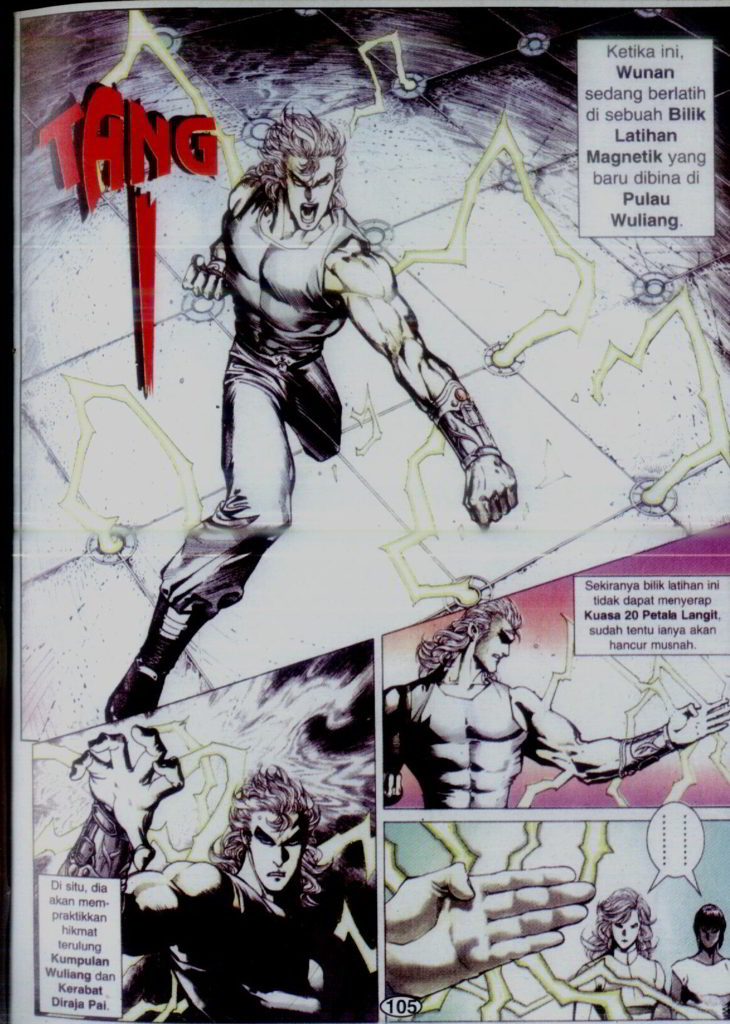 Ketika ini,
Wunan
sedang berlatih
di sebuah Bilik
Latihan
Magnetik yang
baru dibina di
Pulau
Wuliang.
TANG
!
Sekiranya bilik latihan ini
tidak dapat menyerap
Kuasa 20 Petala Langit,
sudah tentu ianya akan
hancur musnah.
Di situ, dia
akan mem-
praktikkan
hikmat
terulung
Kumpulan
Wuliang dan
Kerabat
Diraja Pai.
......
......
105